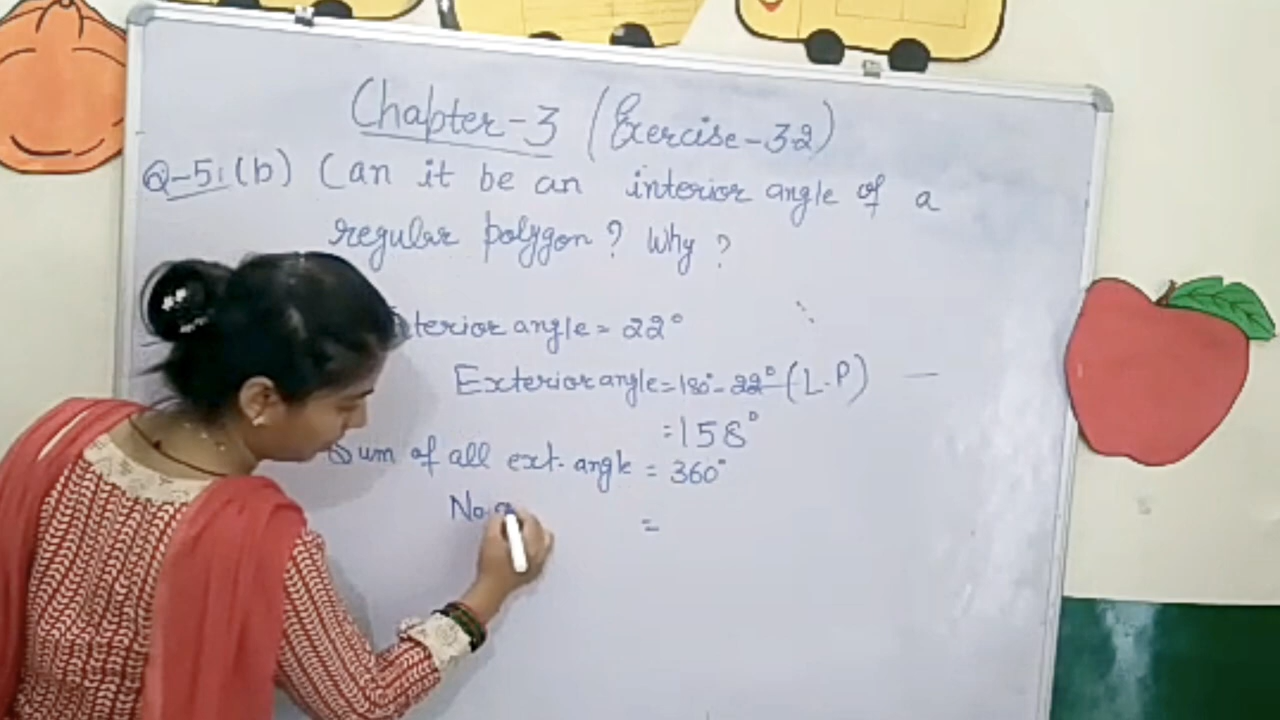 Chapter-3 (Exercise-3.2)
Q-5:(b) Can it be an interior angle of a
regular polygon? Why?
terior angle = 22°
Exterior angle = 180° - 22° (L.P)
= 158°
Sum of all ext. angle = 360°
No. =